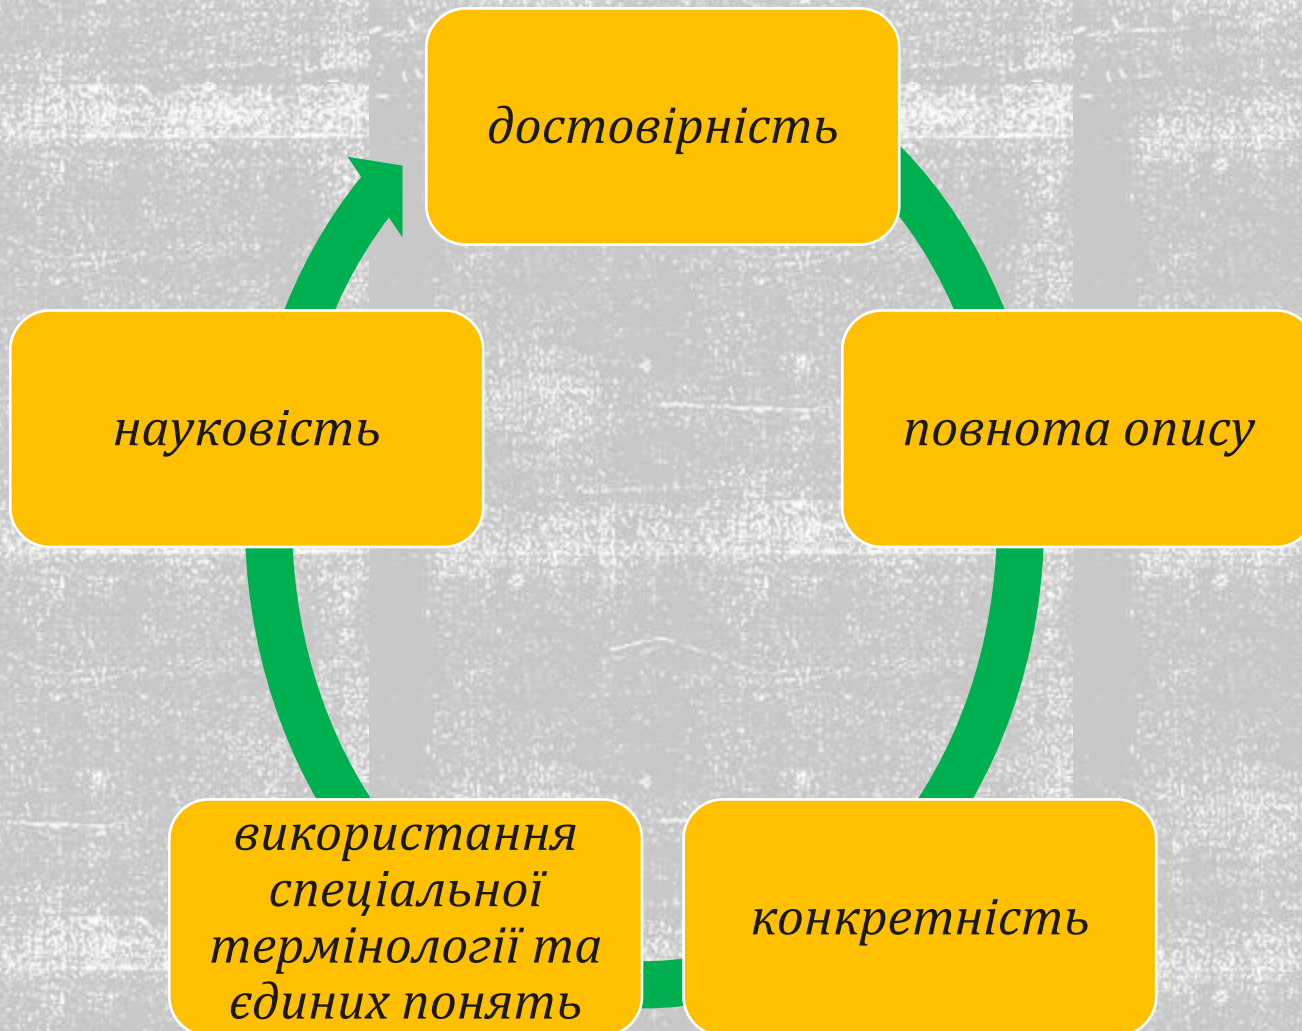 достовірність
повнота опису
конкретність
використання
спеціальної
термінології та
єдиних понять
науковість